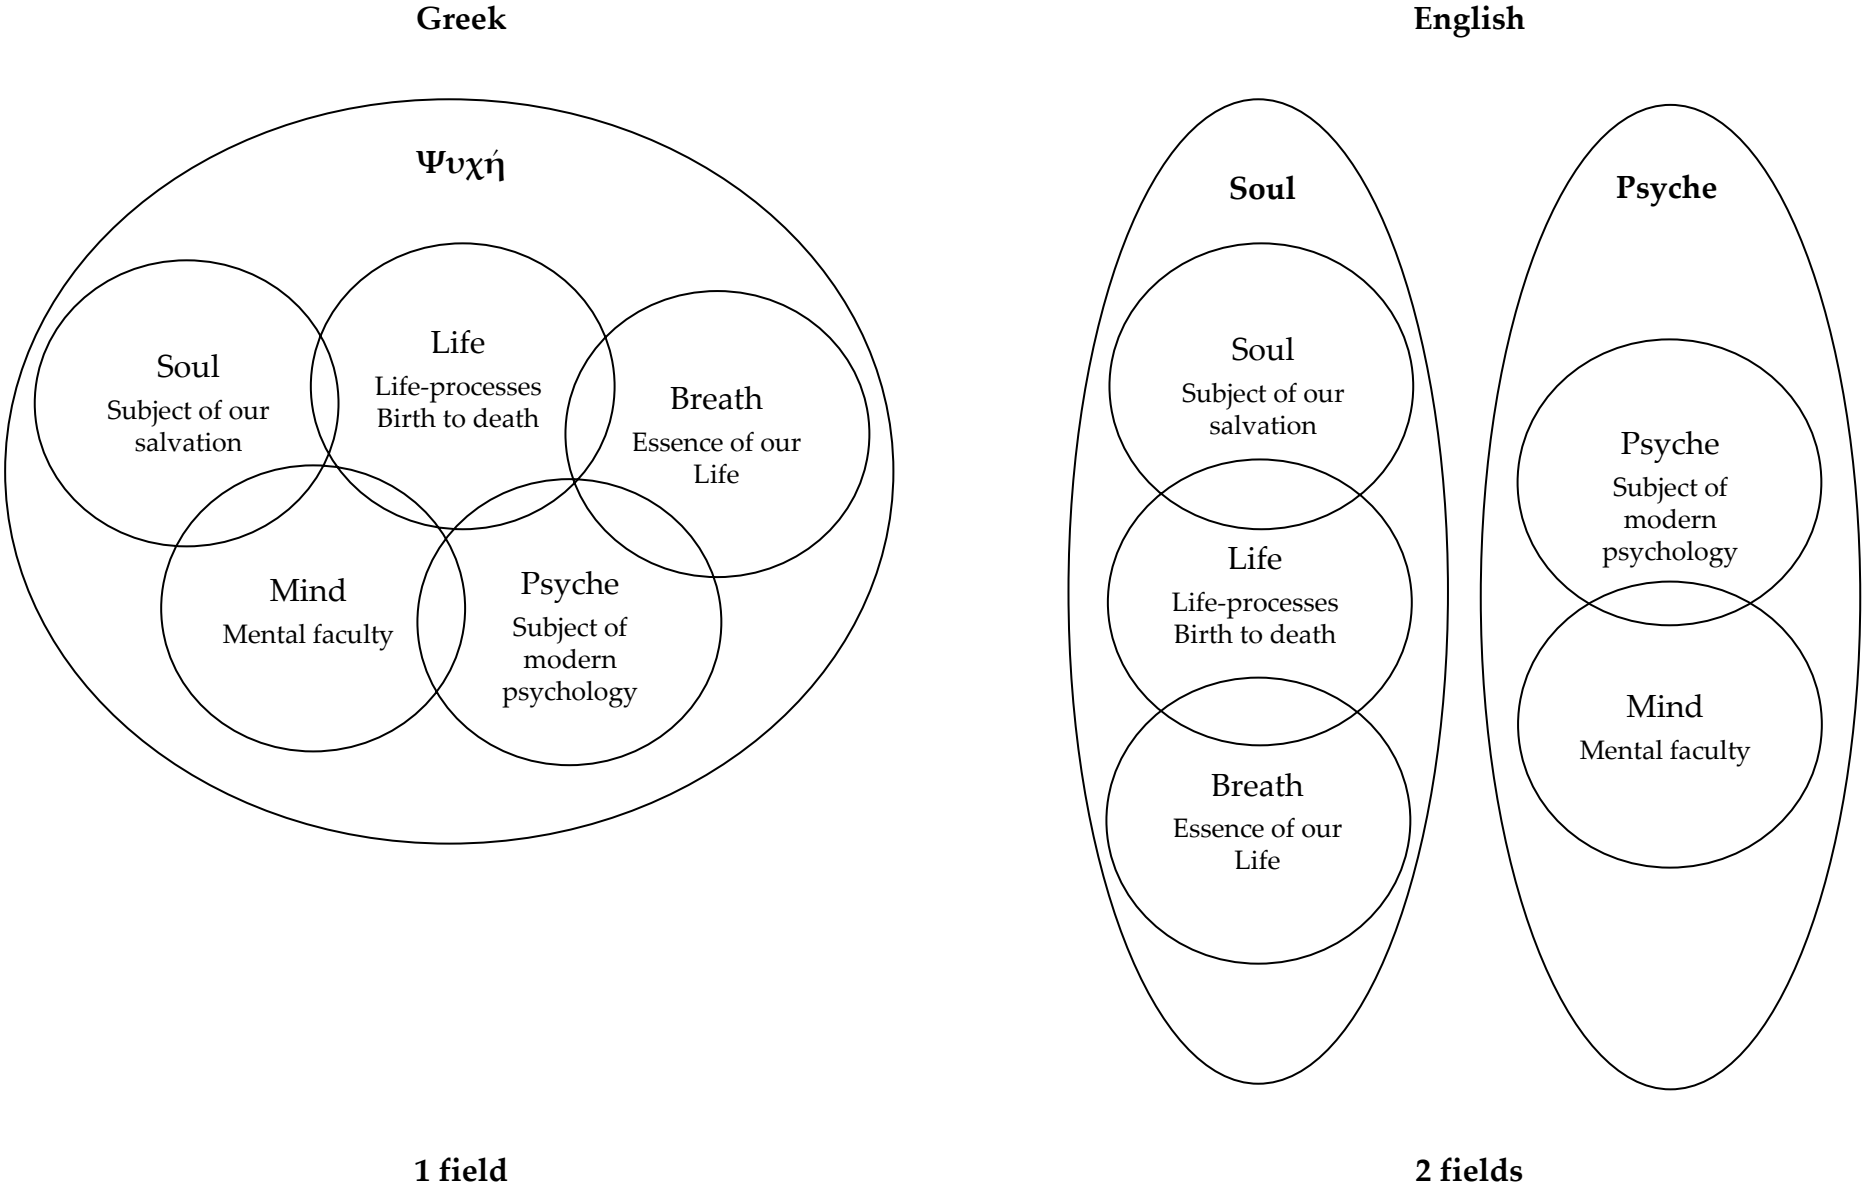 Greek
Ψυχή
Soul
Subject of our
salvation
Life
Life-processes
Birth to death
Breath
Essence of our
Life
Mind
Mental faculty
Psyche
Subject of
modern
psychology
1 field
English
Soul
Soul
Subject of our
salvation
Life
Life-processes
Birth to death
Breath
Essence of our
Life
Psyche
Psyche
Subject of
modern
psychology
Mind
Mental faculty
2 fields